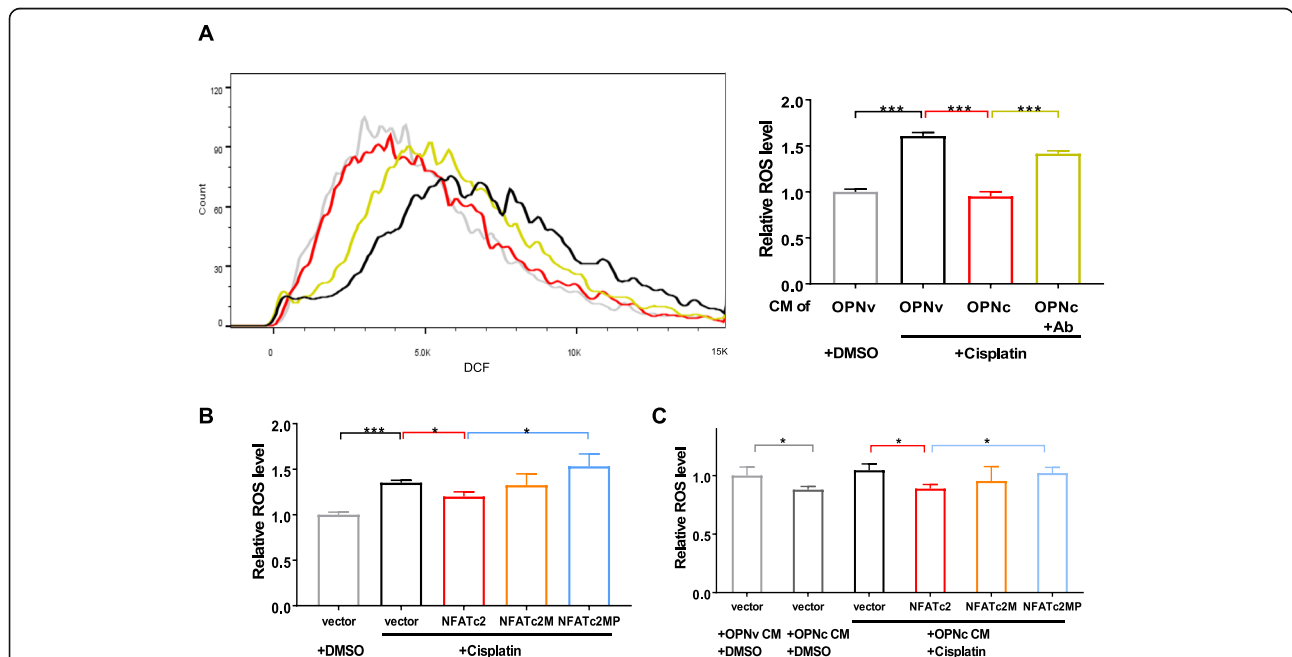 A
120
90
60
30
0
Count
0
5.0K
10K
15K
DCF
2.0
1.5
1.0
0.5
0.0
Relative ROS level
*** *** ***
CM of OPNv OPNv OPNc OPNc
+Ab
+DMSO +Cisplatin
B
2.0
1.5
1.0
0.5
0.0
Relative ROS level
*** * *
vector vector NFATc2 NFATc2M NFATc2MP
+DMSO +Cisplatin
C
1.0
0.5
0.0
Relative ROS level
* * *
vector vector vector NFATc2 NFATc2M NFATc2MP
+OPNv CM +OPNc CM +OPNc CM
+DMSO +DMSO +Cisplatin